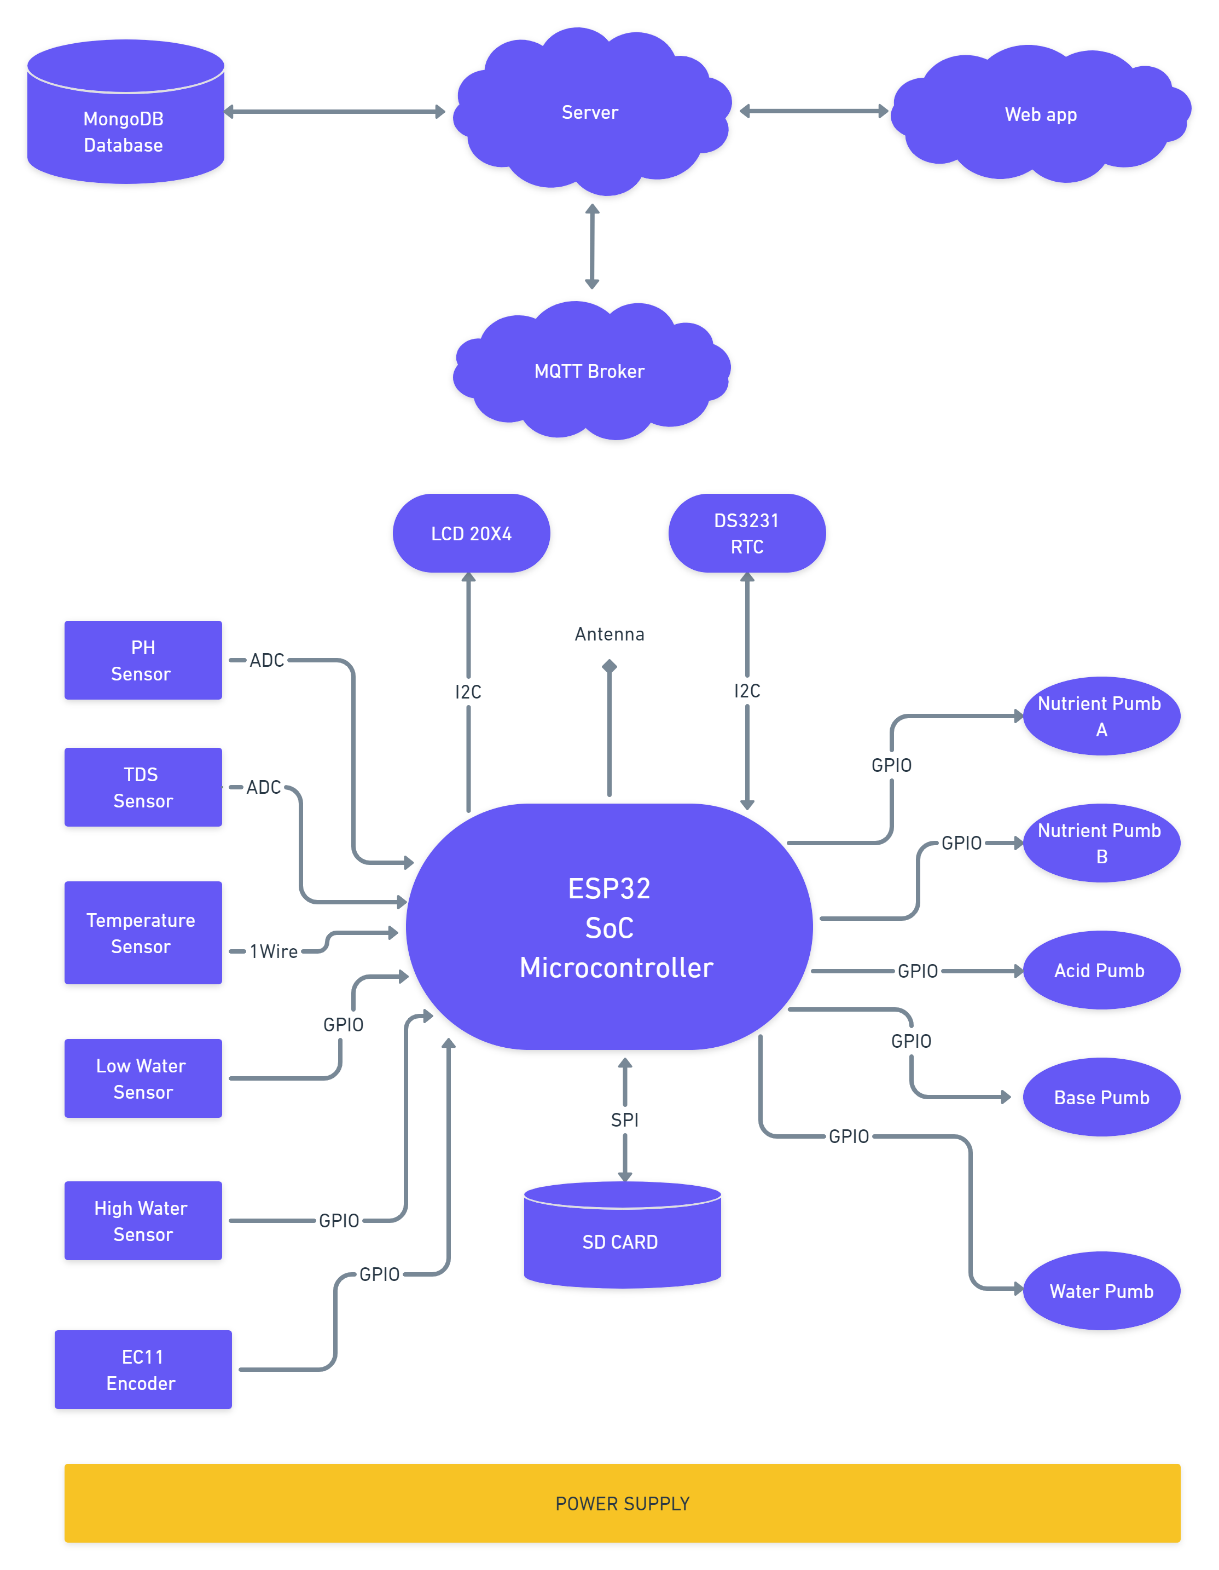 MongoDB
Database
Server
Web app
MQTT Broker
LCD 20X4
DS3231
RTC
Antenna
PH
Sensor
ADC
I2C
I2C
Nutrient Pumb
A
TDS
Sensor
ADC
GPIO
Nutrient Pumb
B
GPIO
ESP32
SoC
Microcontroller
Temperature
Sensor
1Wire
GPIO
Acid Pumb
GPIO
GPIO
Low Water
Sensor
Base Pumb
SPI
GPIO
High Water
Sensor
GPIO
SD CARD
GPIO
Water Pumb
EC11
Encoder
POWER SUPPLY